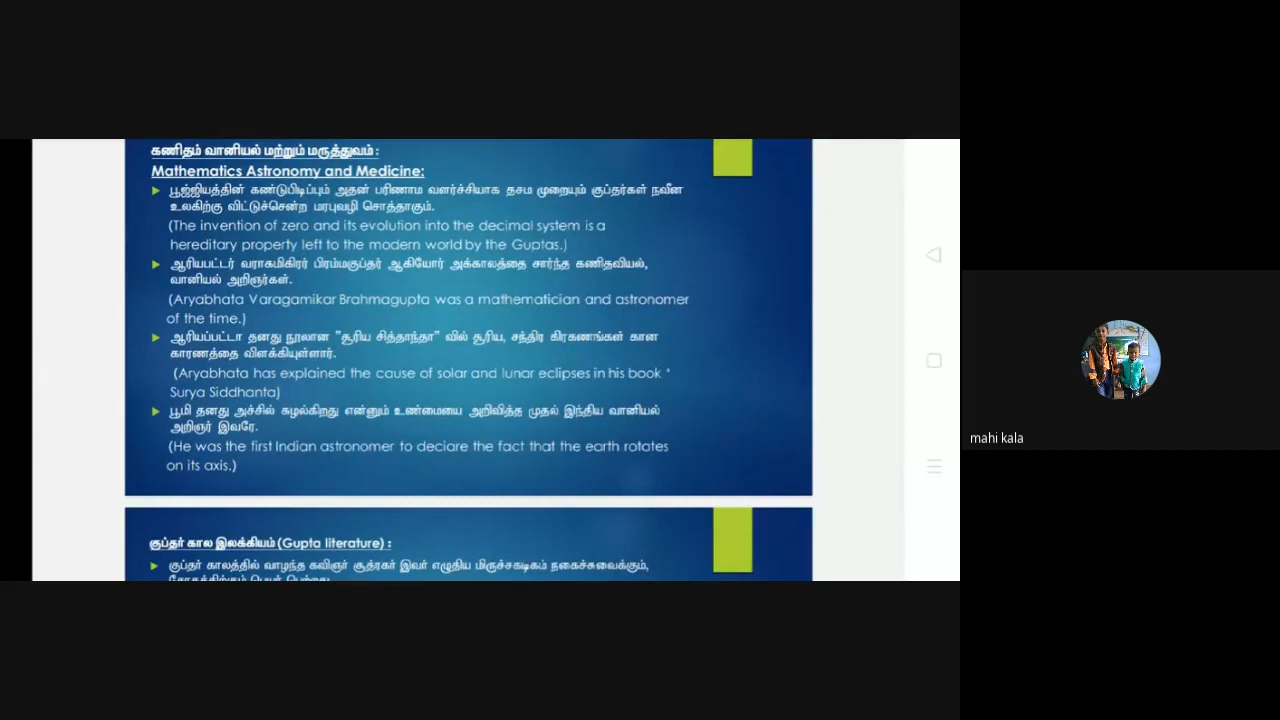 கணிதம் வானியல் மற்றும் மருத்துவம் :
Mathematics Astronomy and Medicine:
பூஜ்ஜியத்தின் கண்டுபிடிப்பும் அதன் பரிணாம வளர்ச்சியாக தசம முறையும் குப்தர்கள் நவீன
உலகிற்கு விட்டுச்சென்ற மரபுவழி சொத்தாகும்.
(The invention of zero and its evolution into the decimal system is a
hereditary property left to the modern world by the Guptas.)
ஆரியபட்டர் வராகமிகிரர் பிரம்மகுப்தர் ஆகியோர் அக்காலத்தை சார்ந்த கணிதவியல்,
வானியல் அறிஞர்கள்.
(Aryabhata Varagamikar Brahmagupta was a mathematician and astronomer
of the time.)
ஆரியப்பட்டா தனது நூலான "சூரிய சித்தாந்தா" வில் சூரிய, சந்திர கிரகணங்கள் கான
காரணத்தை விளக்கியுள்ளார்.
(Aryabhata has explained the cause of solar and lunar eclipses in his book '
Surya Siddhanta)
பூமி தனது அச்சில் சுழல்கிறது என்னும் உண்மையை அறிவித்த முதல் இந்திய வானியல்
அறிஞர் இவரே.
(He was the first Indian astronomer to declare the fact that the earth rotates
on its axis.)
குப்தர் கால இலக்கியம் (Gupta literature) :
குப்தர் காலத்தில் வாழந்த கவிஞர் சூத்ரகர் இவர் எழுதிய மிருச்சகடிகம் நகைச்சுவைக்கும்,
mahi kala